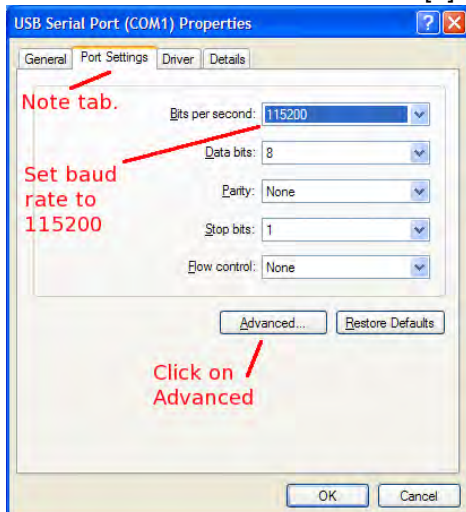 USB Serial Port (COM1) Properties
General Port Settings Driver Details
Note tab.
Bits per second: 115200
Data bits: 8
Set baud
rate to
115200
Parity: None
Stop bits: 1
Flow control: None
Advanced... Restore Defaults
Click on
Advanced
OK Cancel